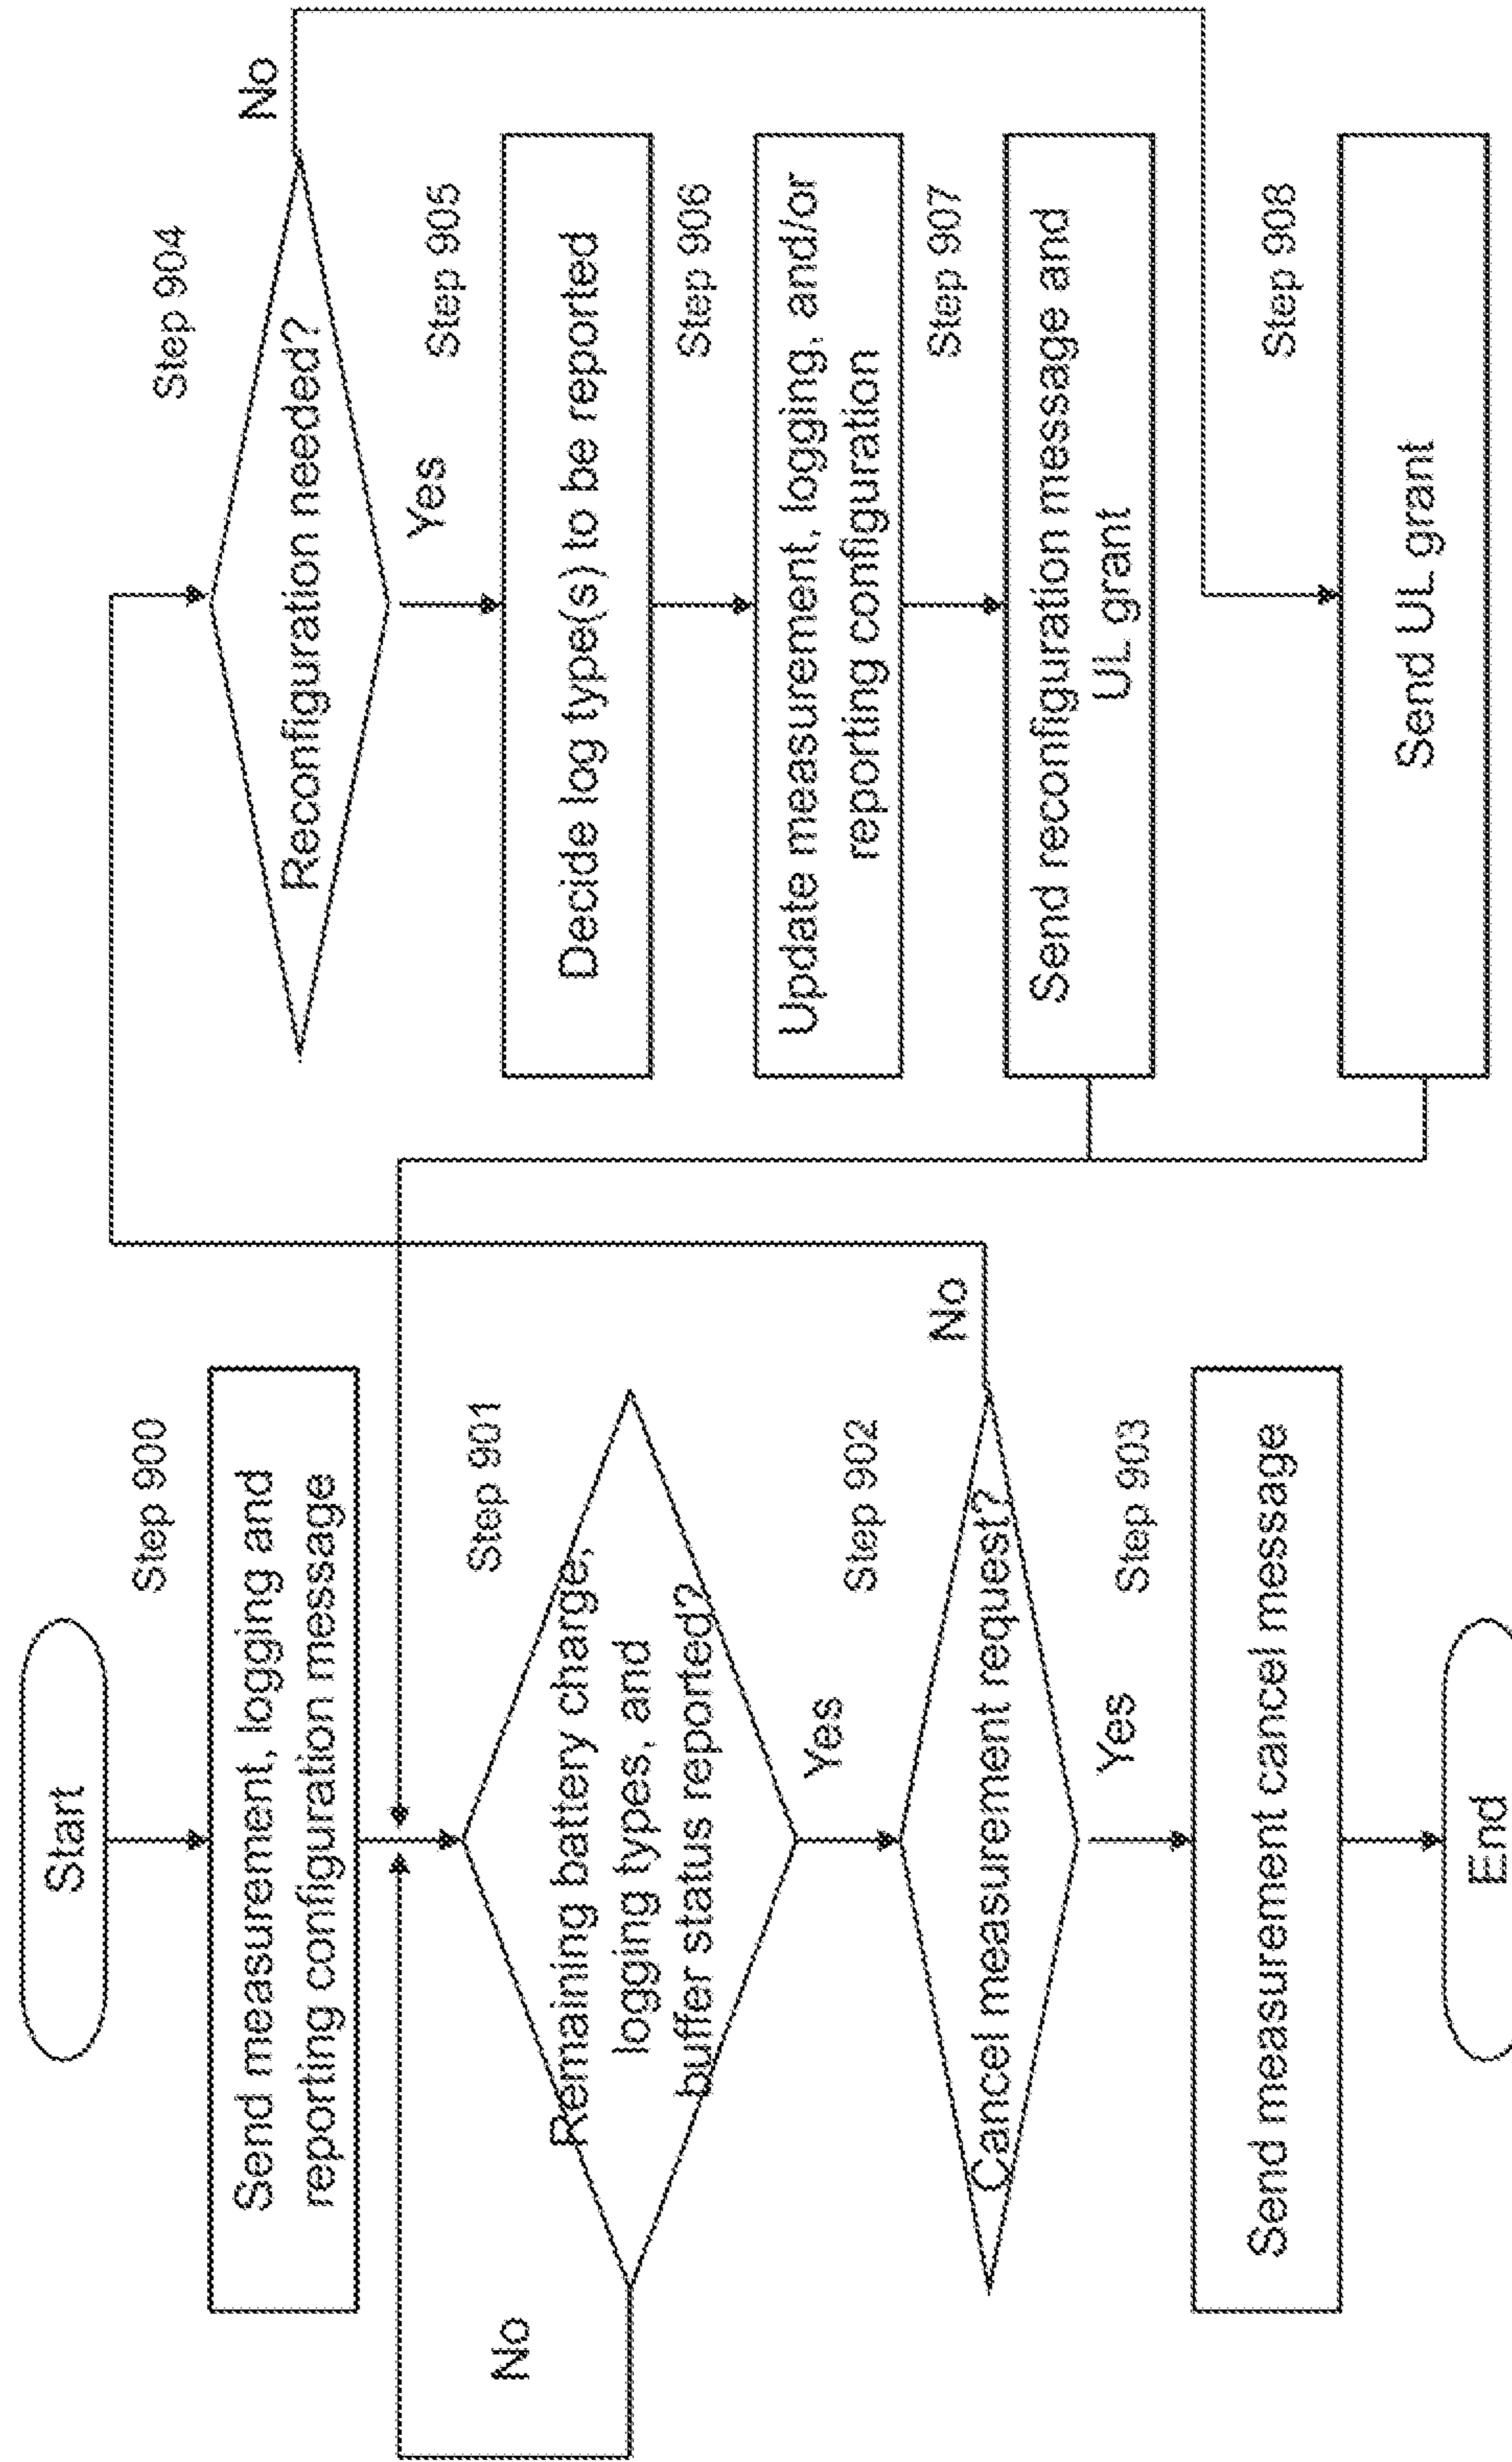 Start
Step 900
Send measurement, logging and
reporting configuration message
Step 901
Remaining battery charge,
logging types, and
buffer status reported?
No
Yes
Step 902
Cancel measurement request?
No
Yes
Step 903
Send measurement cancel message
End
Step 904
Reconfiguration needed?
No
Yes
Step 905
Decide log type(s) to be reported
Step 906
Update measurement, logging, and/or
reporting configuration
Step 907
Send reconfiguration message and
UL grant
Step 908
Send UL grant